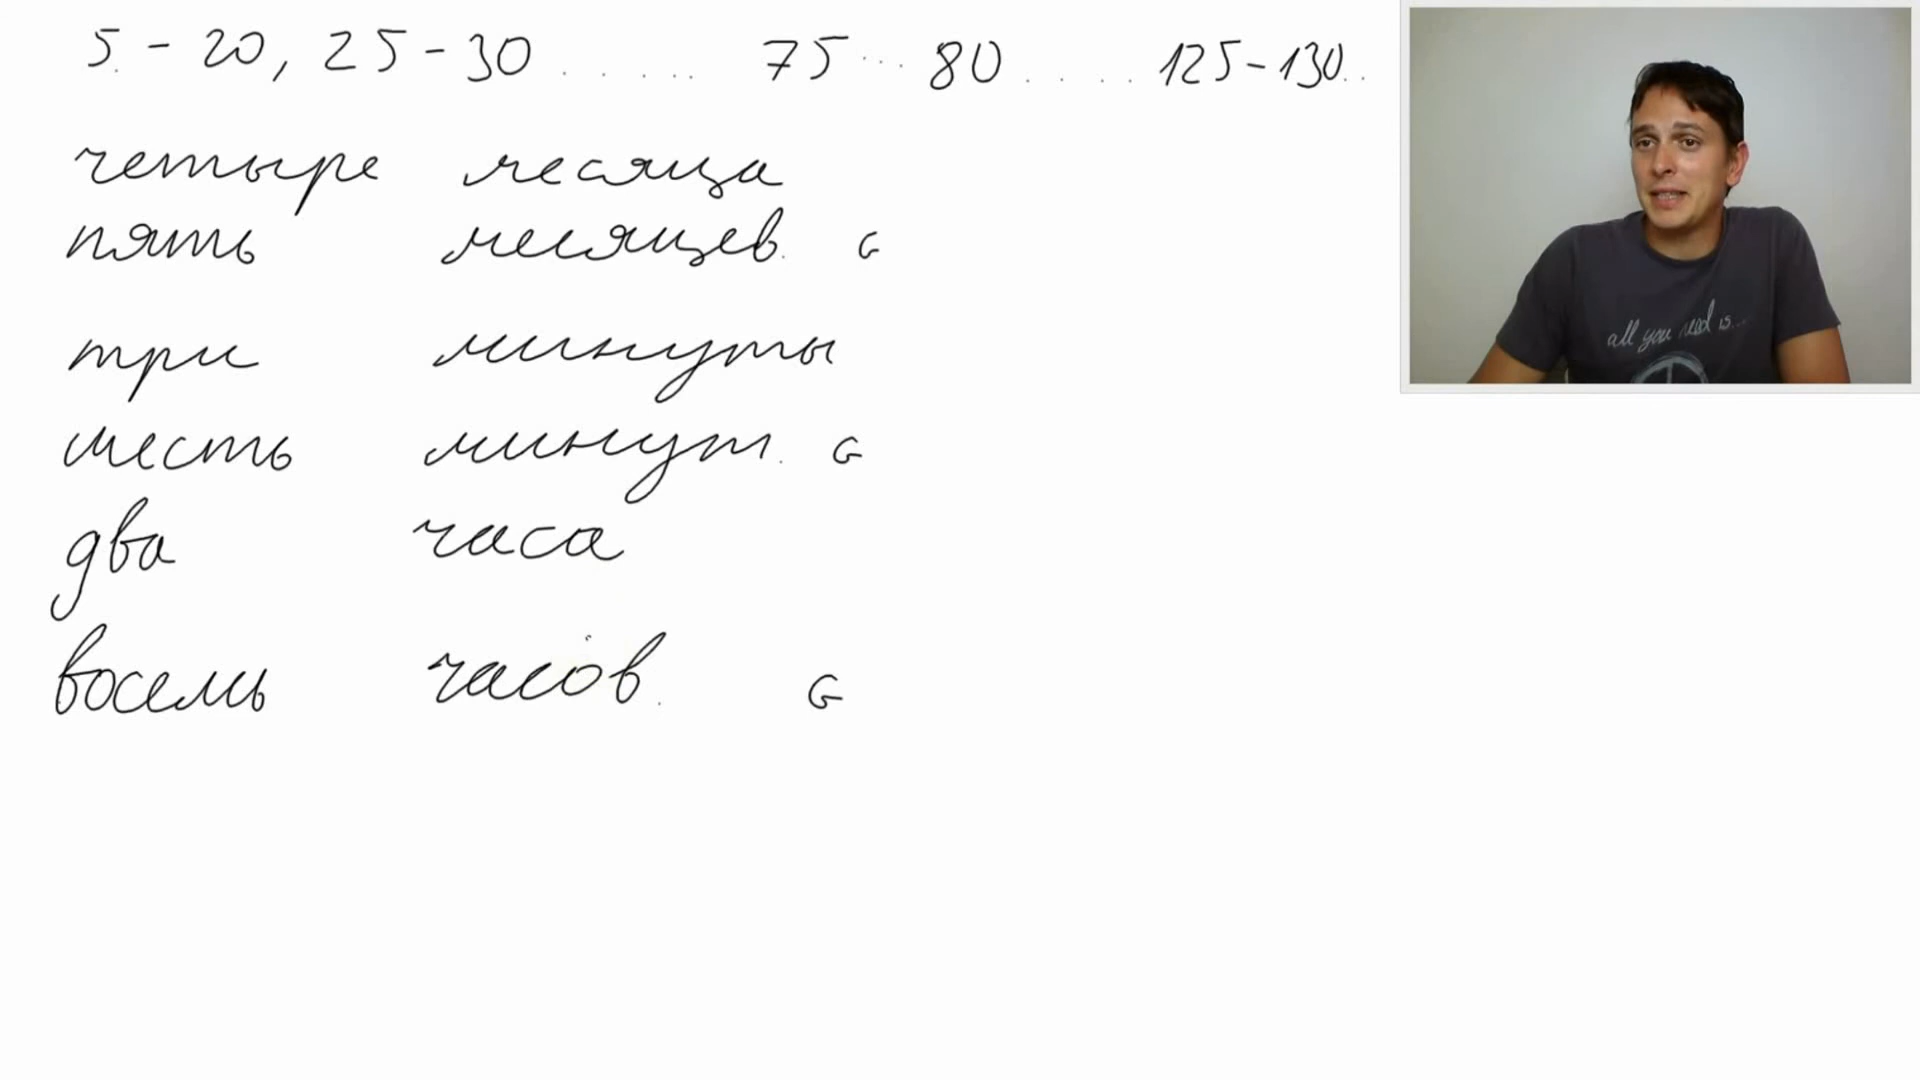 5. - 20, 25 - 30 ..... 75 ... 80 .... 125 - 130..
четыре месяца
пять месяцев. G
три минуты
шесть минут. G
два часа
восемь часов. G
all you need is...